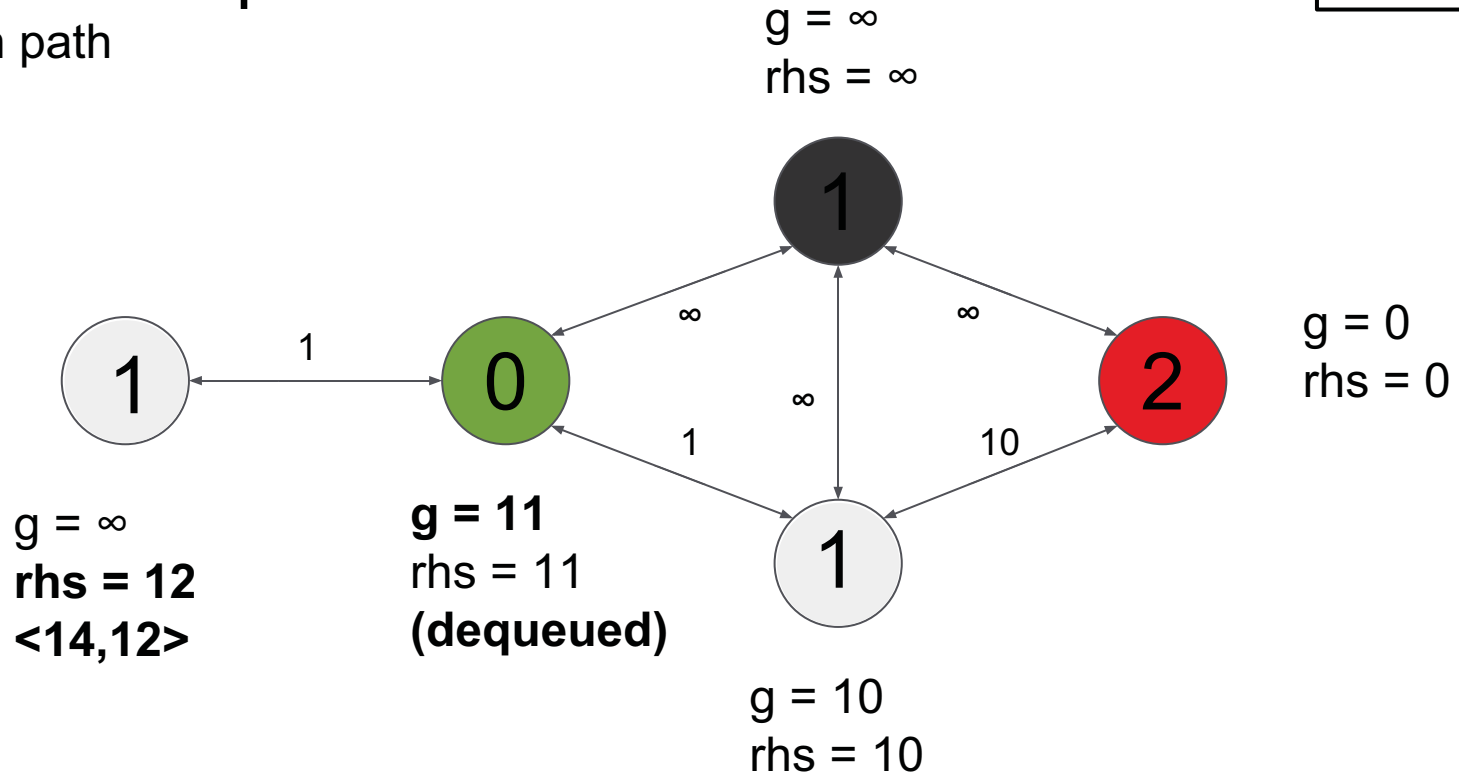 n path
g = ∞
rhs = ∞
1
∞
∞
1
1
0
∞
2
g = 0
rhs = 0
1
10
g = ∞
rhs = 12
<14,12>
g = 11
rhs = 11
(dequeued)
1
g = 10
rhs = 10